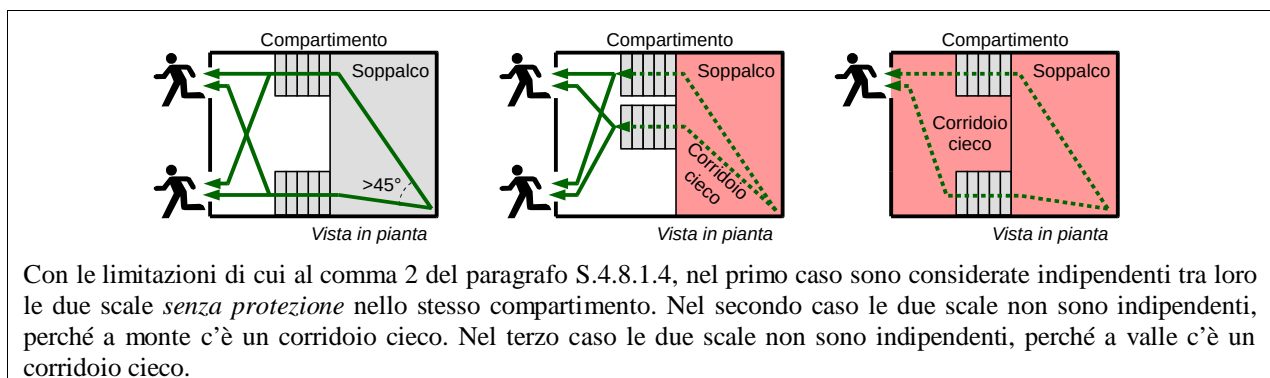 Compartimento
Soppalco
>45°
Vista in pianta
Compartimento
Soppalco
Corridoio
cieco
Vista in pianta
Compartimento
Soppalco
Corridoio
cieco
Vista in pianta
Con le limitazioni di cui al comma 2 del paragrafo S.4.8.1.4, nel primo caso sono considerate indipendenti tra loro
le due scale senza protezione nello stesso compartimento. Nel secondo caso le due scale non sono indipendenti,
perché a monte c’è un corridoio cieco. Nel terzo caso le due scale non sono indipendenti, perché a valle c’è un
corridoio cieco.